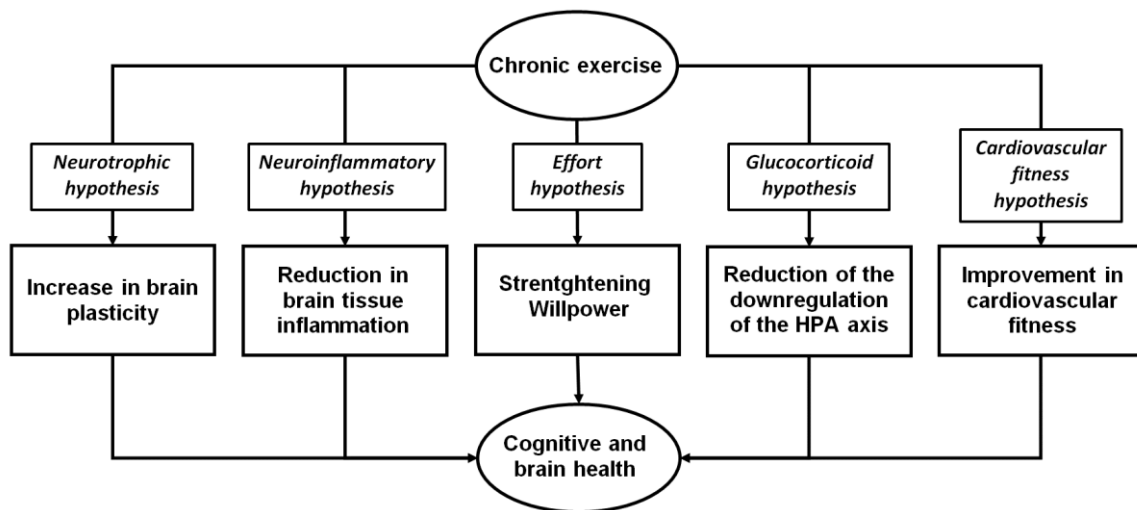 Chronic exercise
Neurotrophic
hypothesis
Neuroinflammatory
hypothesis
Effort
hypothesis
Glucocorticoid
hypothesis
Cardiovascular
fitness
hypothesis
Increase in brain
plasticity
Reduction in
brain tissue
inflammation
Strentghtening
Willpower
Reduction of the
downregulation
of the HPA axis
Improvement in
cardiovascular
fitness
Cognitive and
brain health